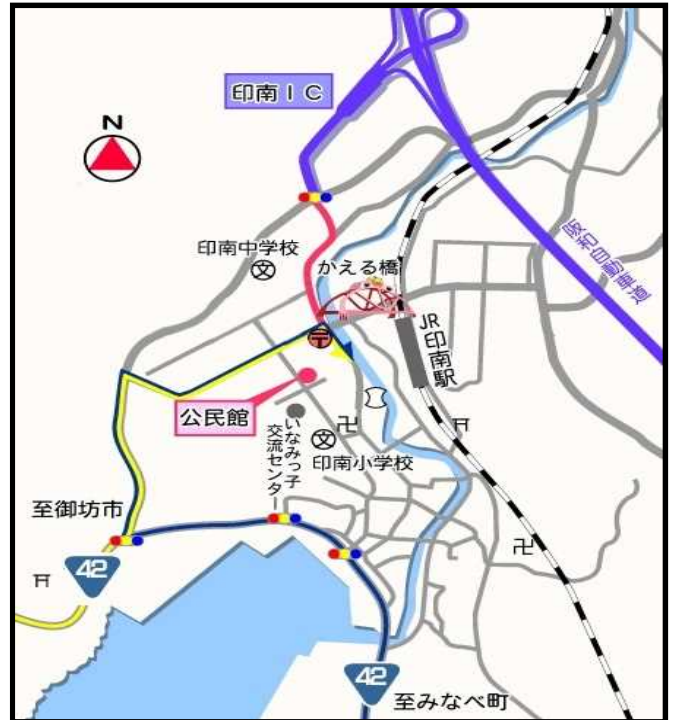 印南IC
N
阪和自動車道
印南中学校
文
かえる橋
〒
JR
印南駅
公民館
いなみっ子
交流センター
文
印南小学校
至御坊市
42
42
至みなべ町